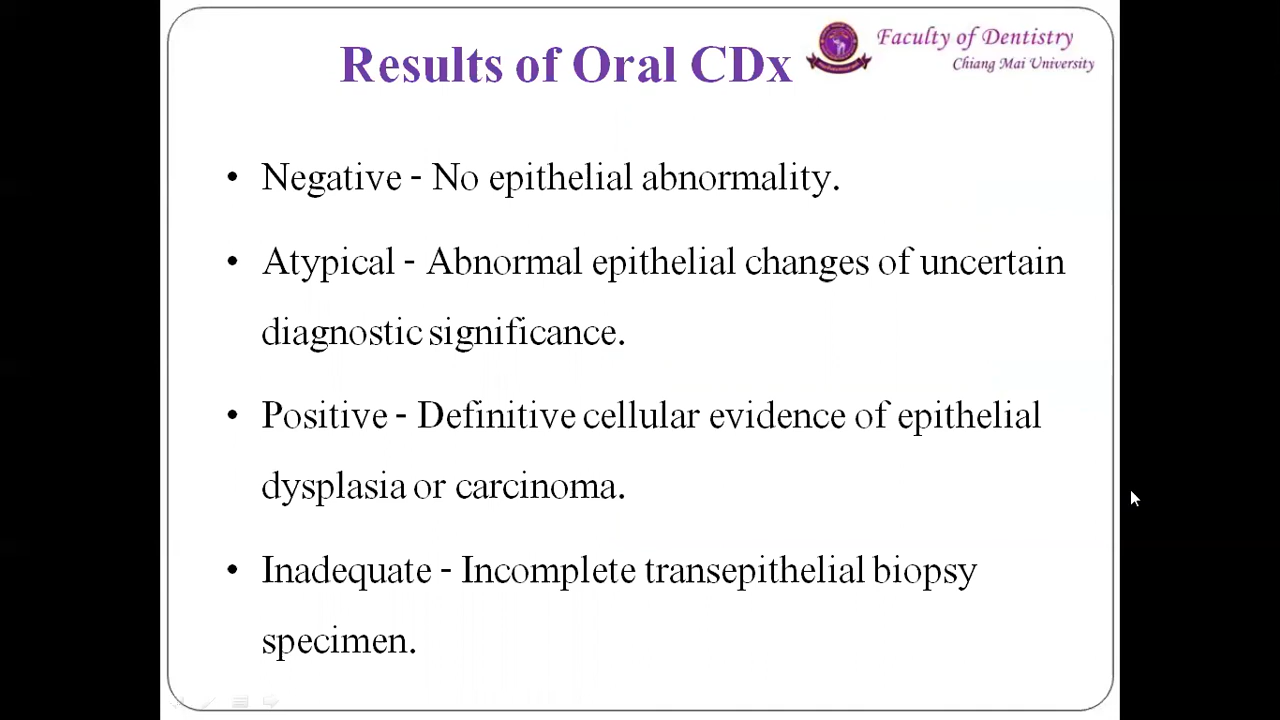 Results of Oral CDx
Faculty of Dentistry
Chiang Mai University
• Negative - No epithelial abnormality.
• Atypical - Abnormal epithelial changes of uncertain
diagnostic significance.
• Positive - Definitive cellular evidence of epithelial
dysplasia or carcinoma.
• Inadequate - Incomplete transepithelial biopsy
specimen.